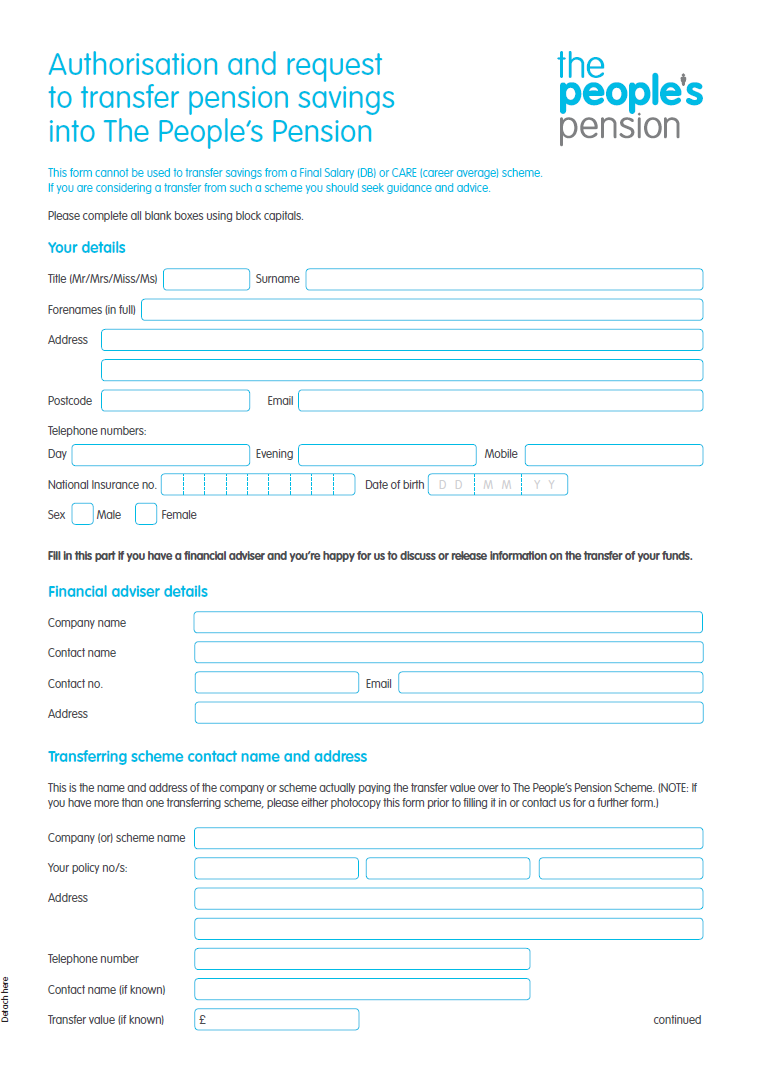 Authorisation and request
to transfer pension savings
into The People's Pension
the
people's
pension
This form cannot be used to transfer savings from a Final Salary (DB) or CARE (career average) scheme.
If you are considering a transfer from such a scheme you should seek guidance and advice.
Please complete all blank boxes using block capitals.
Your details
Title (Mr/Mrs/Miss/Ms) Surname
Forenames (in full)
Address
Postcode Email
Telephone numbers:
Day Evening Mobile
National Insurance no. Date of birth D D M M Y Y
Sex Male Female
Fill in this part if you have a financial adviser and you're happy for us to discuss or release information on the transfer of your funds.
Financial adviser details
Company name
Contact name
Contact no. Email
Address
Transferring scheme contact name and address
This is the name and address of the company or scheme actually paying the transfer value over to The People's Pension Scheme. (NOTE: If
you have more than one transferring scheme, please either photocopy this form prior to filling it in or contact us for a further form.)
Company (or) scheme name
Your policy no/s:
Address
Telephone number
Contact name (if known)
Transfer value (if known) £ continued
Detach here